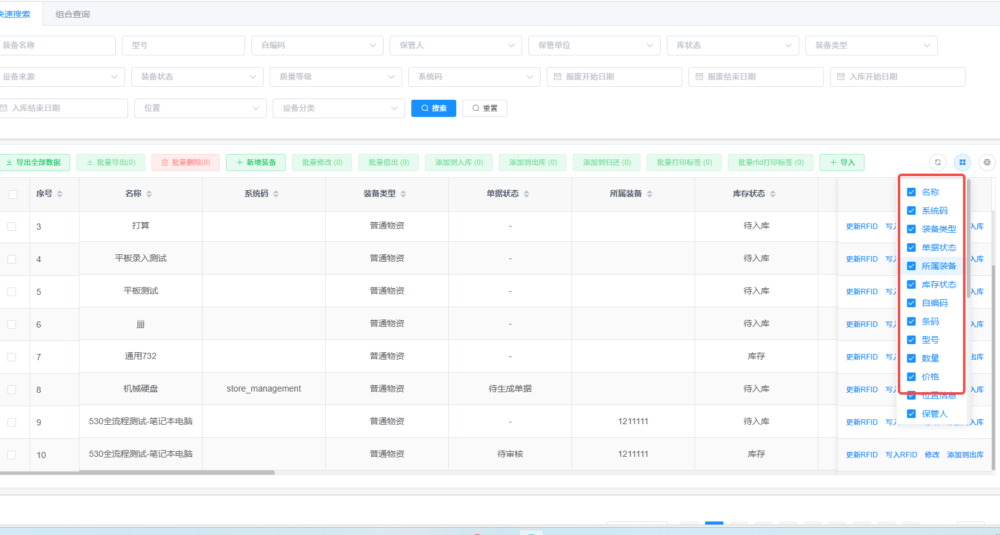 快速搜索 组合查询
装备名称 型号 自编码 保管人 保管单位 库状态 装备类型
设备来源 装备状态 质量等级 系统码 报废开始日期 报废结束日期 入库开始日期
入库结束日期 位置 设备分类 搜索 重置
导出全部数据 批量导出(0) 批量删除(0) 新增装备 批量修改 (0) 批量借出 (0) 添加到入库 (0) 添加到出库 (0) 添加到归还 (0) 批量打印标签 (0) 批量rfid打印标签 (0) 导入
序号 名称 系统码 装备类型 单据状态 所属装备 库存状态
3 打算 普通物资 - 待入库 更新RFID 写入 入库
4 平板录入测试 普通物资 - 待入库 更新RFID 写入 入库
5 平板测试 普通物资 - 待入库 更新RFID 写入 入库
6 jjjj 普通物资 - 待入库 更新RFID 写入 入库
7 通用732 普通物资 - 库存 更新RFID 写入 出库
8 机械硬盘 store_management 普通物资 待生成单据 待入库 更新RFID 写入 入库
9 530全流程测试-笔记本电脑 普通物资 - 1211111 待入库 更新RFID 写入 入库
10 530全流程测试-笔记本电脑 普通物资 待审核 1211111 库存 更新RFID 写入RFID 修改 添加到出库
名称
系统码
装备类型
单据状态
所属装备
库存状态
自编码
条码
型号
数量
价格
位置信息
保管人